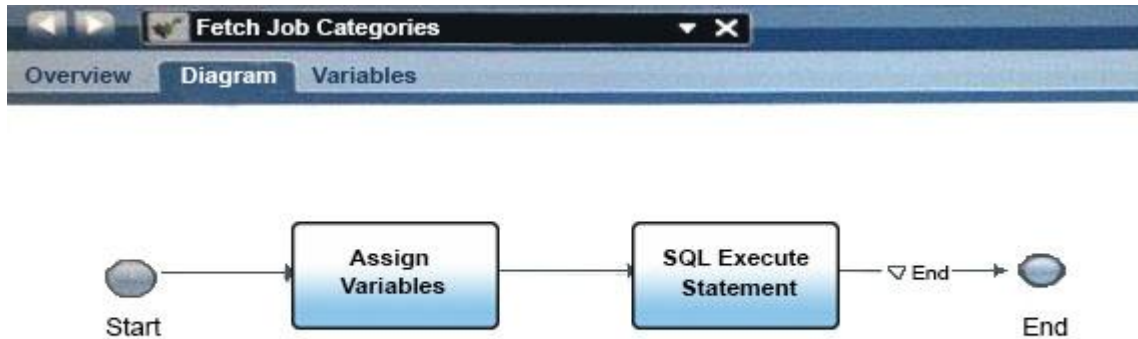 Fetch Job Categories
Overview Diagram Variables
Assign
Variables
SQL Execute
Statement
End
Start
End